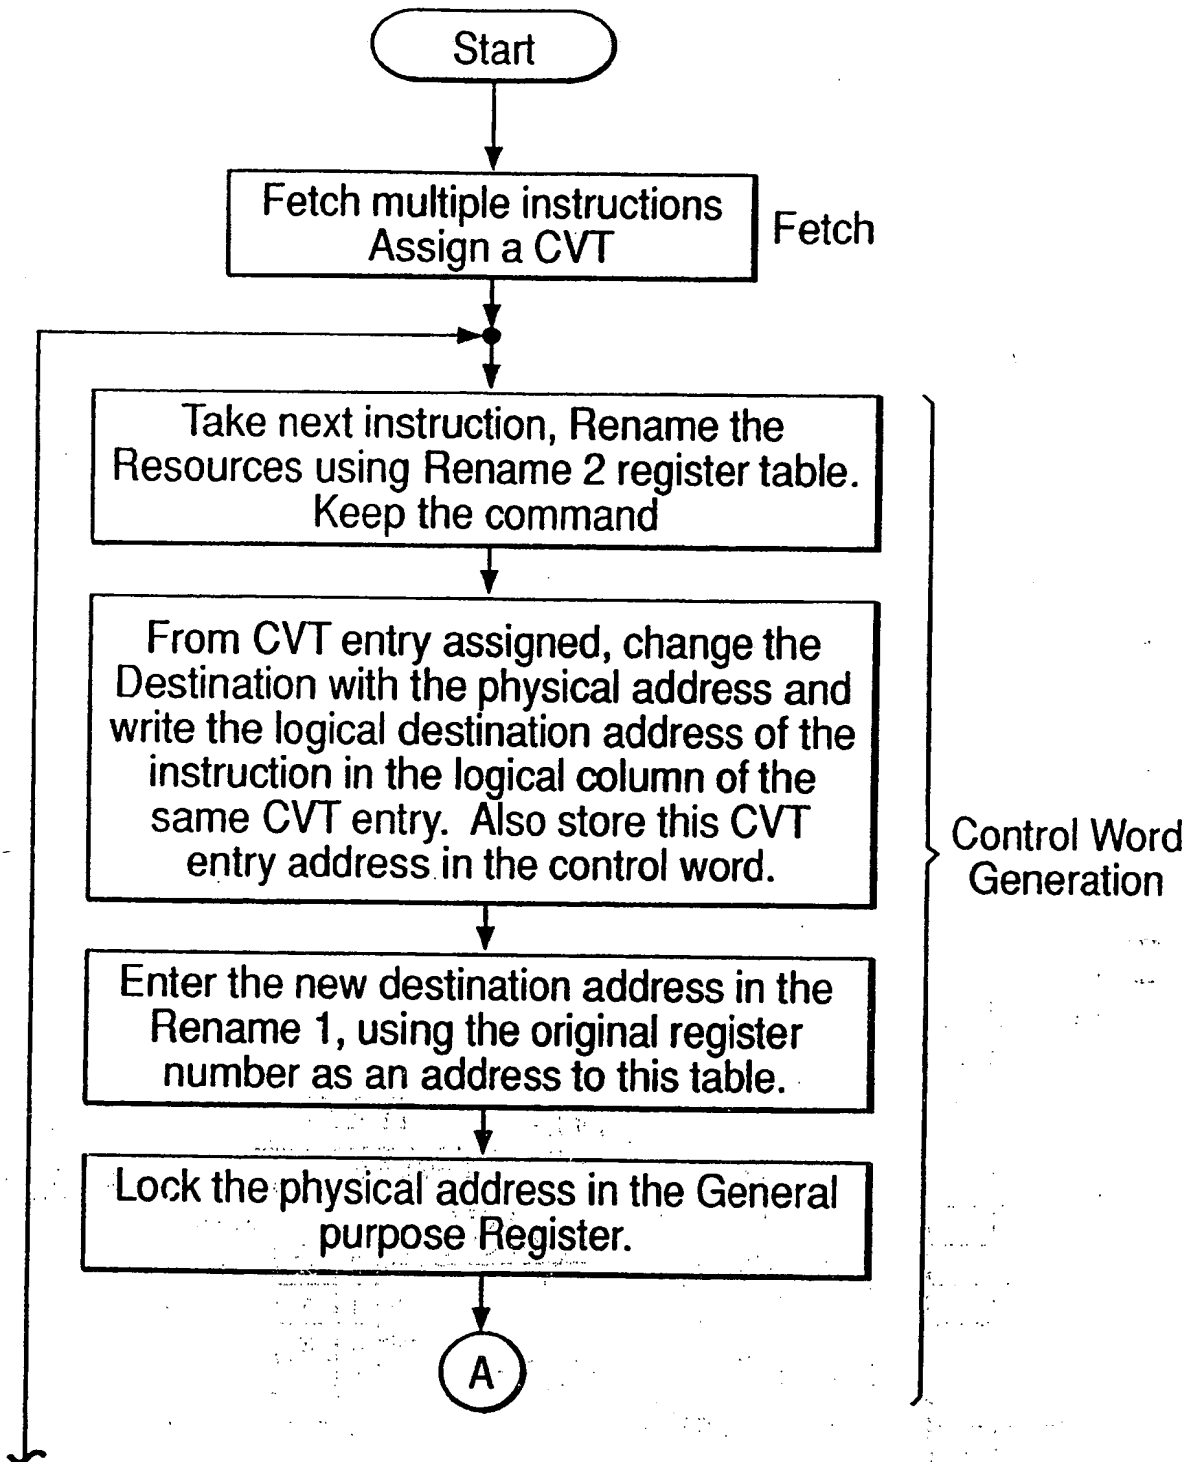 Start
Fetch multiple instructions
Assign a CVT
Fetch
Take next instruction, Rename the
Resources using Rename 2 register table.
Keep the command
From CVT entry assigned, change the
Destination with the physical address and
write the logical destination address of the
instruction in the logical column of the
same CVT entry. Also store this CVT
entry address in the control word.
Control Word
Generation
Enter the new destination address in the
Rename 1, using the original register
number as an address to this table.
Lock the physical address in the General
purpose Register.
A